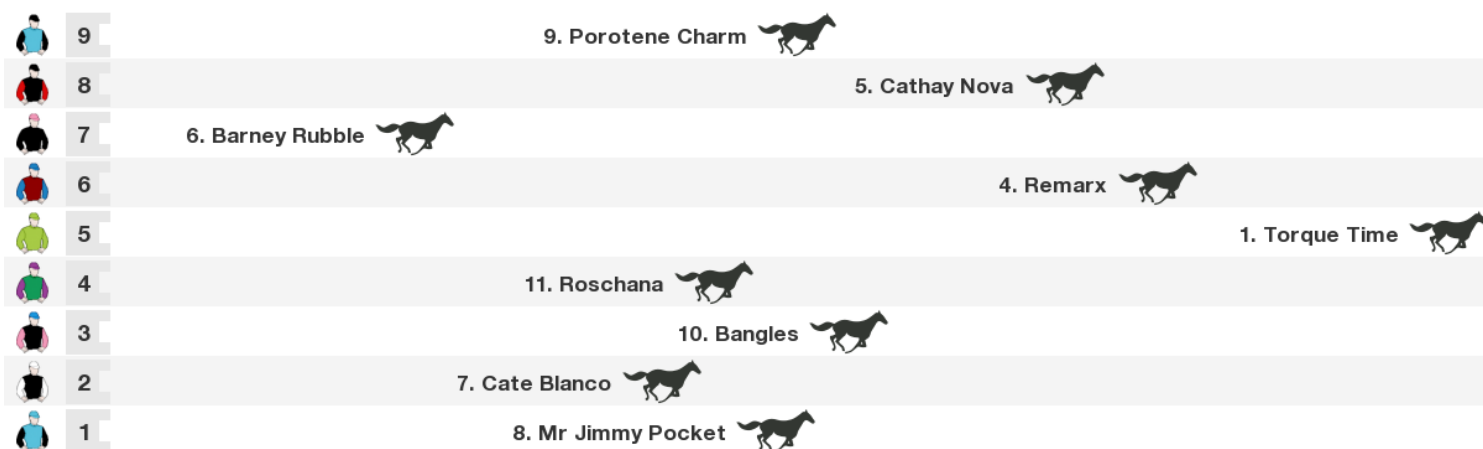 9 9. Porotene Charm
8 5. Cathay Nova
7 6. Barney Rubble
6 4. Remarx
5 1. Torque Time
4 11. Roschana
3 10. Bangles
2 7. Cate Blanco
1 8. Mr Jimmy Pocket